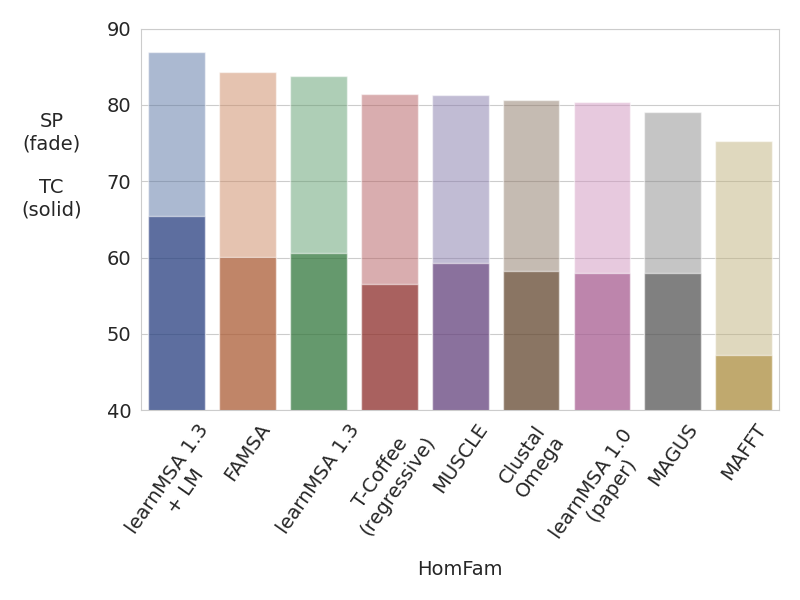 90
80
70
60
50
40
SP
(fade)
TC
(solid)
learnMSA 1.3
+ LM
FAMSA
learnMSA 1.3
T-Coffee
(regressive)
MUSCLE
Clustal
Omega
learnMSA 1.0
(paper)
MAGUS
MAFFT
HomFam